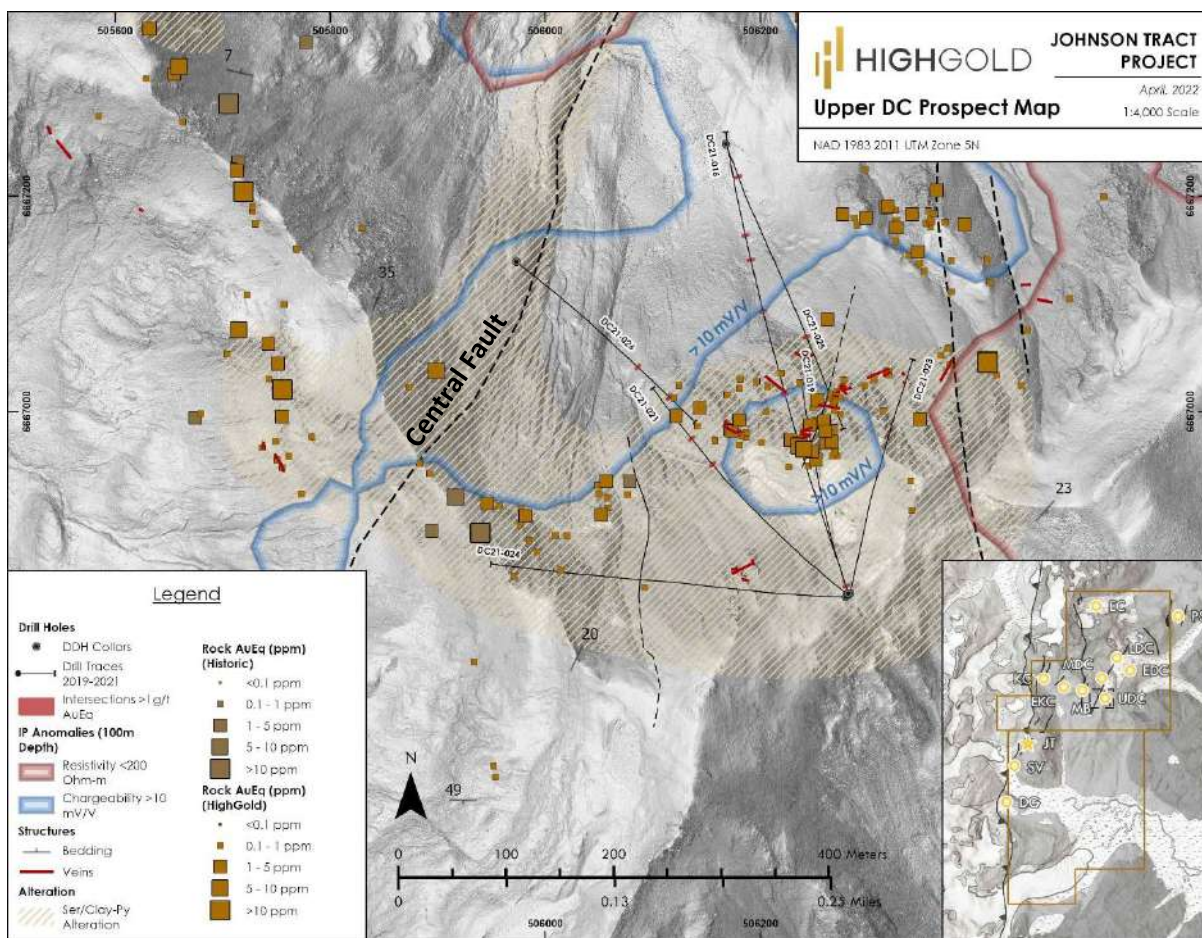 505600
505800
506000
506200
HIGHGOLD
JOHNSON TRACT
PROJECT
April, 2022
1:4,000 Scale
Upper DC Prospect Map
NAD 1983 2011 UTM Zone 5N
7
DC21-016
6667200
6667200
35
DC21-026
>10 mV/V
DC21-025
DC21-019
DC21-023
DC21-021
Central Fault
6667000
6667000
>10 mV/V
23
DC21-024
20
49
N
0
100
200
400 Meters
0
0.13
0.25 Miles
506000
506200
Legend
Drill Holes
DDH Collars
Drill Traces
2019-2021
Intersections >1 g/t
AuEq
IP Anomalies (100m
Depth)
Resistivity <200
Ohm-m
Chargeability >10
mV/V
Structures
Bedding
Veins
Alteration
Ser/Clay-Py
Alteration
Rock AuEq (ppm)
(Historic)
<0.1 ppm
0.1 - 1 ppm
1 - 5 ppm
5 - 10 ppm
>10 ppm
Rock AuEq (ppm)
(HighGold)
<0.1 ppm
0.1 - 1 ppm
1 - 5 ppm
5 - 10 ppm
>10 ppm
EC
LDC
MDC
EDC
KC
EKC
MB
UDC
JT
SV
DG